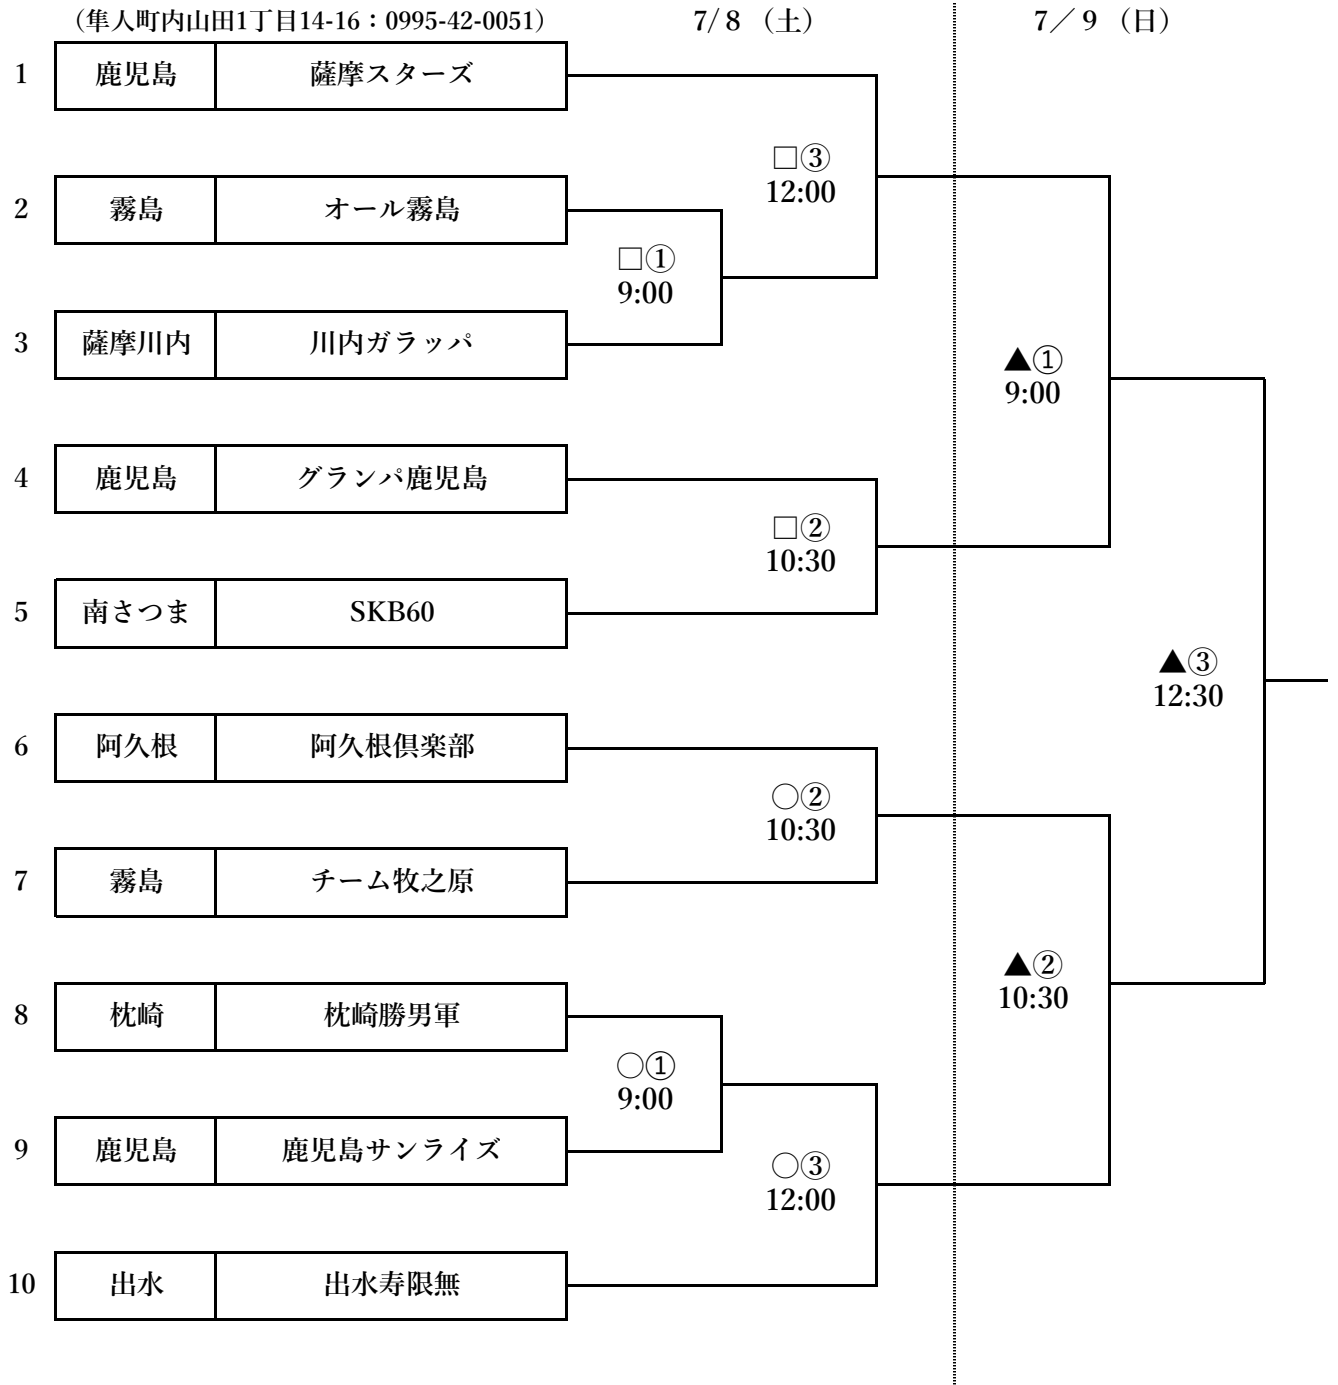 （隼人町内山田1丁目14-16：0995-42-0051）
7/８（土）
７／９（日）
1 鹿児島 薩摩スターズ
□③
12:00
2 霧島 オール霧島
□①
9:00
3 薩摩川内 川内ガラッパ
▲①
9:00
4 鹿児島 グランパ鹿児島
□②
10:30
5 南さつま SKB60
▲③
12:30
6 阿久根 阿久根倶楽部
○②
10:30
7 霧島 チーム牧之原
▲②
10:30
8 枕崎 枕崎勝男軍
○①
9:00
9 鹿児島 鹿児島サンライズ
○③
12:00
10 出水 出水寿限無